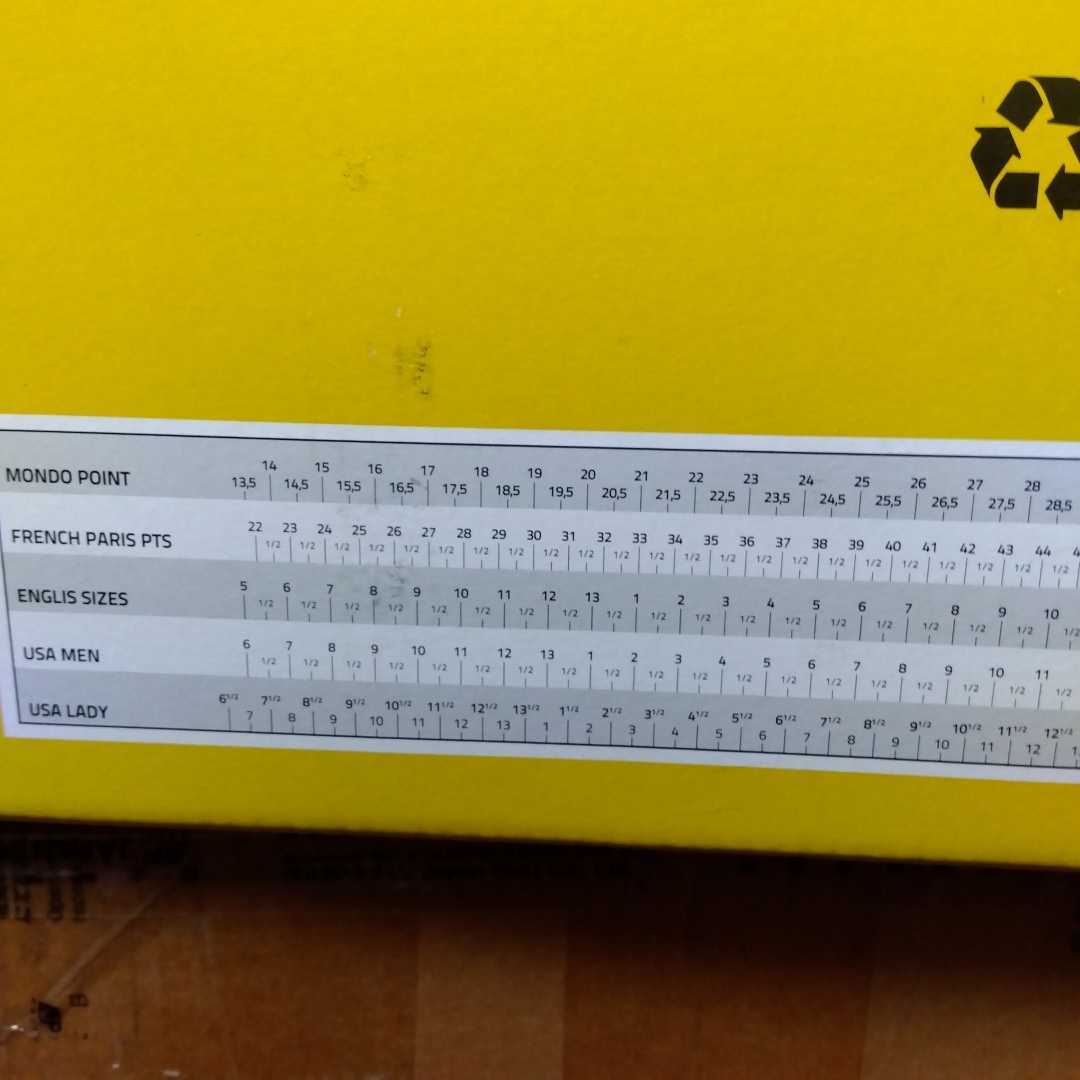 14 15 16 17 18 19 20 21 22 23 24 25 26 27 28
MONDO POINT 13,5 14,5 15,5 16,5 17,5 18,5 19,5 20,5 21,5 22,5 23,5 24,5 25,5 26,5 27,5 28,5
FRENCH PARIS PTS 22 23 24 25 26 27 28 29 30 31 32 33 34 35 36 37 38 39 40 41 42 43 44
1/2 1/2 1/2 1/2 1/2 1/2 1/2 1/2 1/2 1/2 1/2 1/2 1/2 1/2 1/2 1/2 1/2 1/2 1/2 1/2 1/2 1/2 1/2
ENGLIS SIZES 5 6 7 8 9 10 11 12 13 1 2 3 4 5 6 7 8 9 10
1/2 1/2 1/2 1/2 1/2 1/2 1/2 1/2 1/2 1/2 1/2 1/2 1/2 1/2 1/2 1/2 1/2 1/2 1/2
USA MEN 6 7 8 9 10 11 12 13 1 2 3 4 5 6 7 8 9 10 11
1/2 1/2 1/2 1/2 1/2 1/2 1/2 1/2 1/2 1/2 1/2 1/2 1/2 1/2 1/2 1/2 1/2 1/2 1/2
USA LADY 6 1/2 7 1/2 8 1/2 9 1/2 10 1/2 11 1/2 12 1/2 13 1/2 1 1/2 2 1/2 3 1/2 4 1/2 5 1/2 6 1/2 7 1/2 8 1/2 9 1/2 10 1/2 11 1/2 12 1/2
7 8 9 10 11 12 13 1 2 3 4 5 6 7 8 9 10 11 12